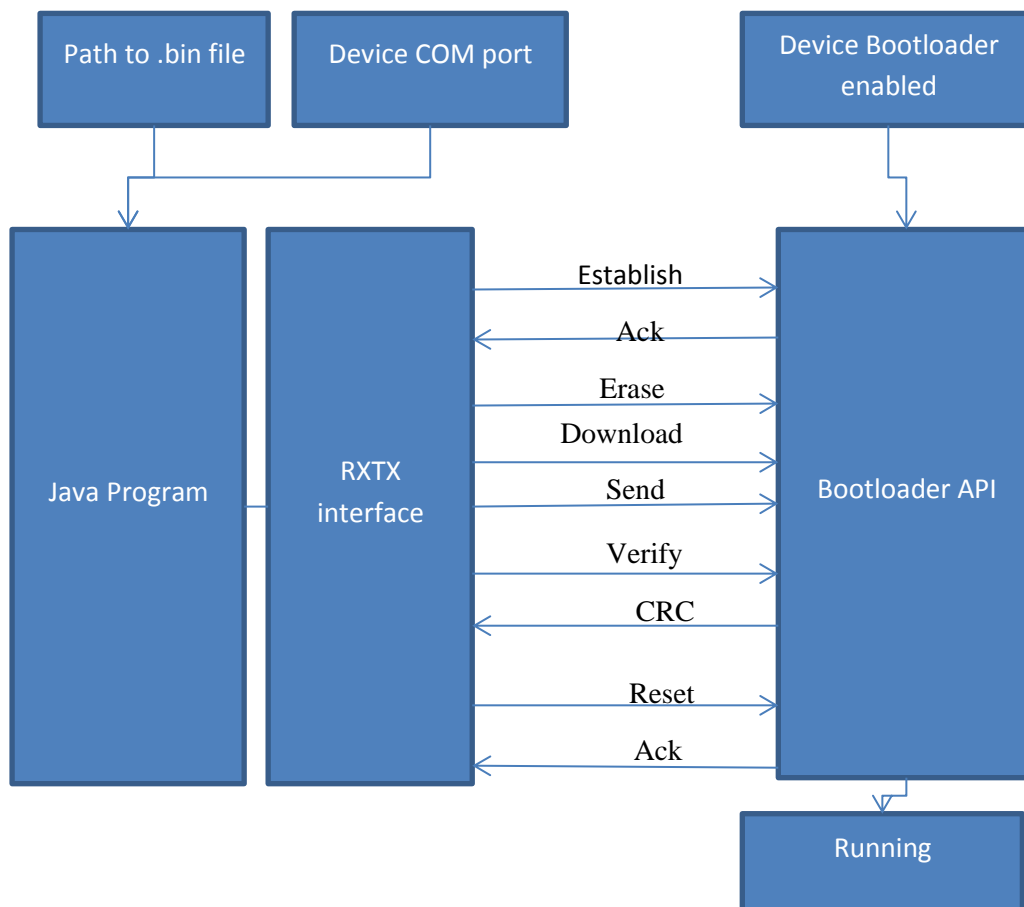 Path to .bin file
Device COM port
Device Bootloader
enabled
Establish
Ack
Erase
Download
Java Program
RXTX
interface
Send
Bootloader API
Verify
CRC
Reset
Ack
Running